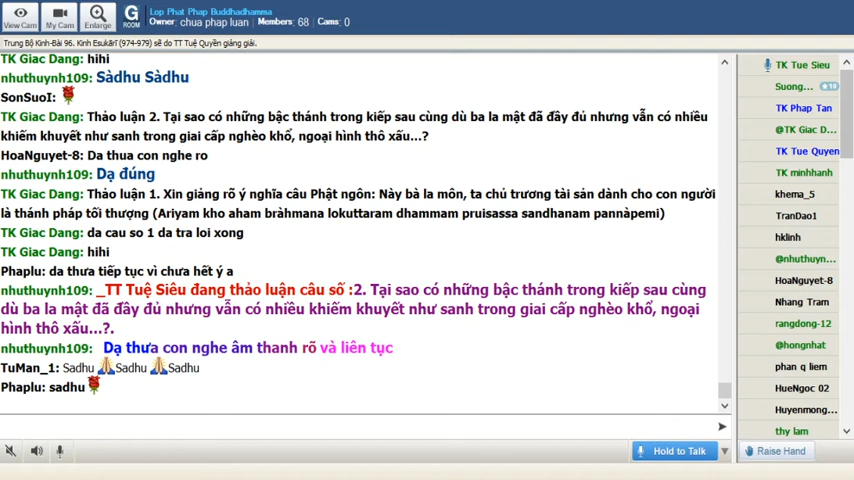 View Cam
My Cam
Enlarge
G
ROOM
Lop Phat Phap Buddhadhamma
Owner: chua phap luan Members: 68 Cams: 0
Trung Bộ Kinh-Bài 96. Kinh Esukārī (974-979) sẽ do TT Tuệ Quyền giảng giải.
TK Giac Dang: hihi
nhuthuynh109: Sàdhu Sàdhu
SonSuoI:
TK Giac Dang: Thảo luận 2. Tại sao có những bậc thánh trong kiếp sau cùng dù ba la mật đã đầy đủ nhưng vẫn có nhiều
khiếm khuyết như sanh trong giai cấp nghèo khổ, ngoại hình thô xấu...?
HoaNguyet-8: Da thua con nghe ro
nhuthuynh109: Dạ đúng
TK Giac Dang: Thảo luận 1. Xin giảng rõ ý nghĩa câu Phật ngôn: Này bà la môn, ta chủ trương tài sản dành cho con người
là thánh pháp tối thượng (Ariyam kho aham bràhmana lokuttaram dhammam pruisassa sandhanam pannàpemi)
TK Giac Dang: da cau so 1 da tra loi xong
TK Giac Dang: hihi
Phaplu: da thưa tiếp tục vì chưa hết ý a
nhuthuynh109: _TT Tuệ Siêu đang thảo luận câu số :2. Tại sao có những bậc thánh trong kiếp sau cùng
dù ba la mật đã đầy đủ nhưng vẫn có nhiều khiếm khuyết như sanh trong giai cấp nghèo khổ, ngoại
hình thô xấu...?.
nhuthuynh109: Dạ thưa con nghe âm thanh rõ và liên tục
TuMan_1: Sadhu Sadhu Sadhu
Phaplu: sadhu
Hold to Talk
TK Tue Sieu
Suong... 18
TK Phap Tan
@TK Giac D...
TK Tue Quyen
TK minhhanh
khema_5
TranDao1
hklinh
@nhuthuyn...
HoaNguyet-8
Nhang Tram
rangdong-12
@hongnhat
phan q liem
HueNgoc 02
Huyenmong...
thy lam
Raise Hand